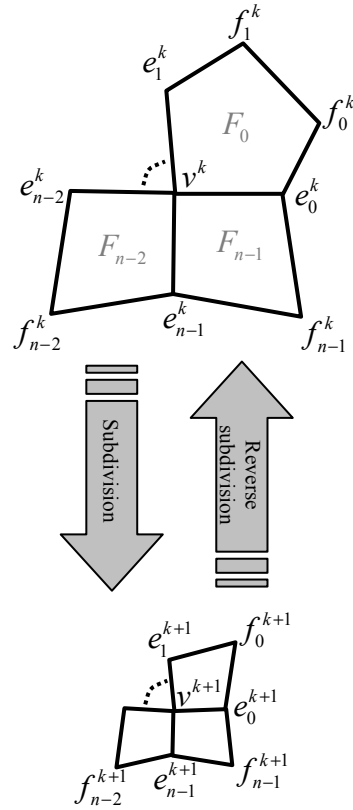 f_1^k
e_1^k
f_0^k
F_0
e_{n-2}^k
v^k
e_0^k
F_{n-2}
F_{n-1}
e_{n-1}^k
f_{n-2}^k
f_{n-1}^k
Subdivision
Reverse
subdivision
e_1^{k+1}
f_0^{k+1}
v^{k+1}
e_0^{k+1}
f_{n-2}^{k+1}
e_{n-1}^{k+1}
f_{n-1}^{k+1}